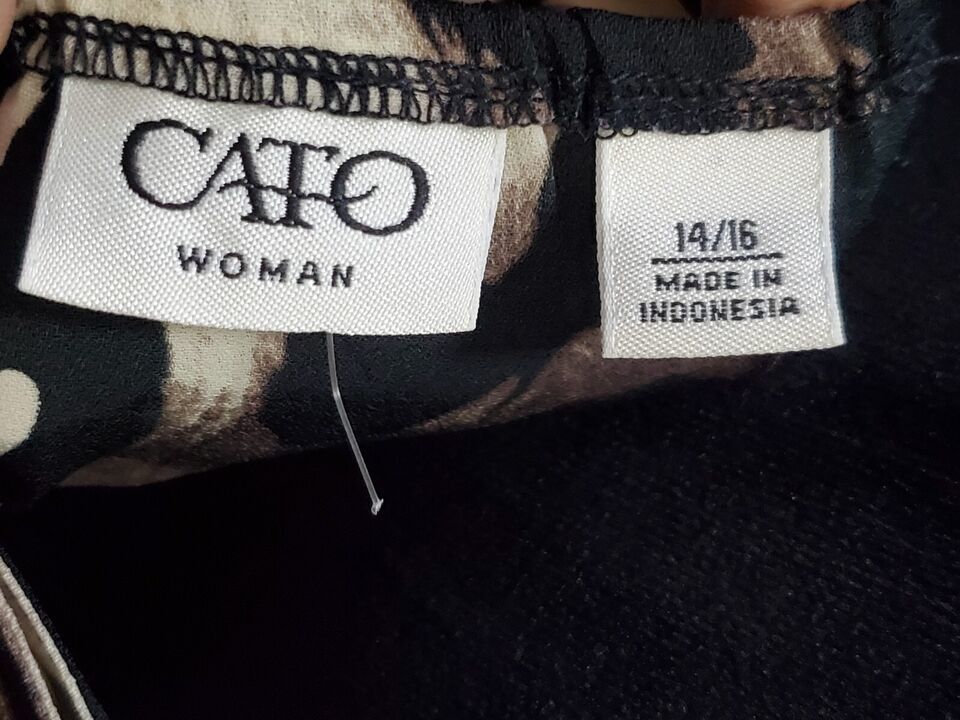 CATO
WOMAN
14/16
MADE IN
INDONESIA